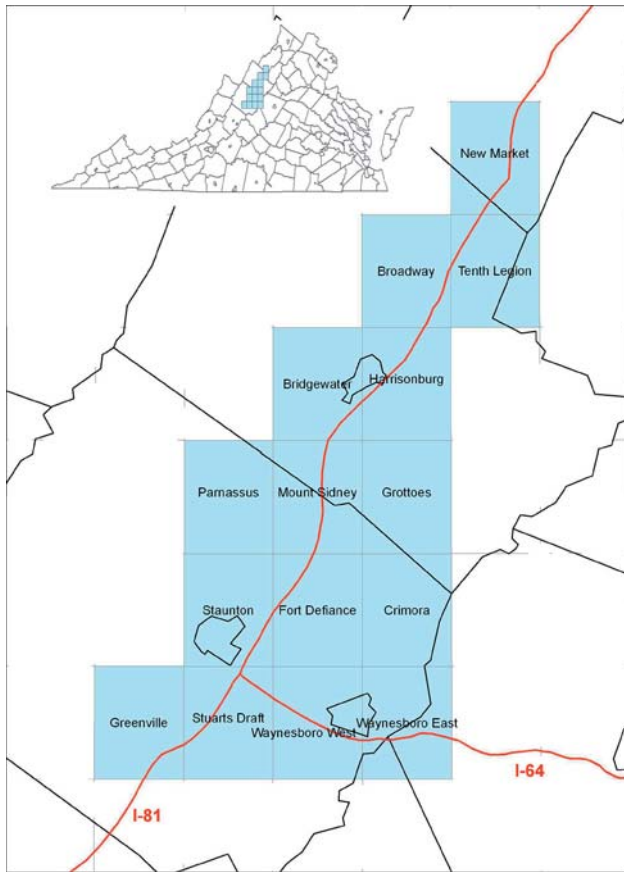 New Market
Broadway
Tenth Legion
Bridgewater
Harrisonburg
Parnassus
Mount Sidney
Grottoes
Staunton
Fort Defiance
Crimora
Greenville
Stuarts Draft
Waynesboro West
Waynesboro East
I-64
I-81